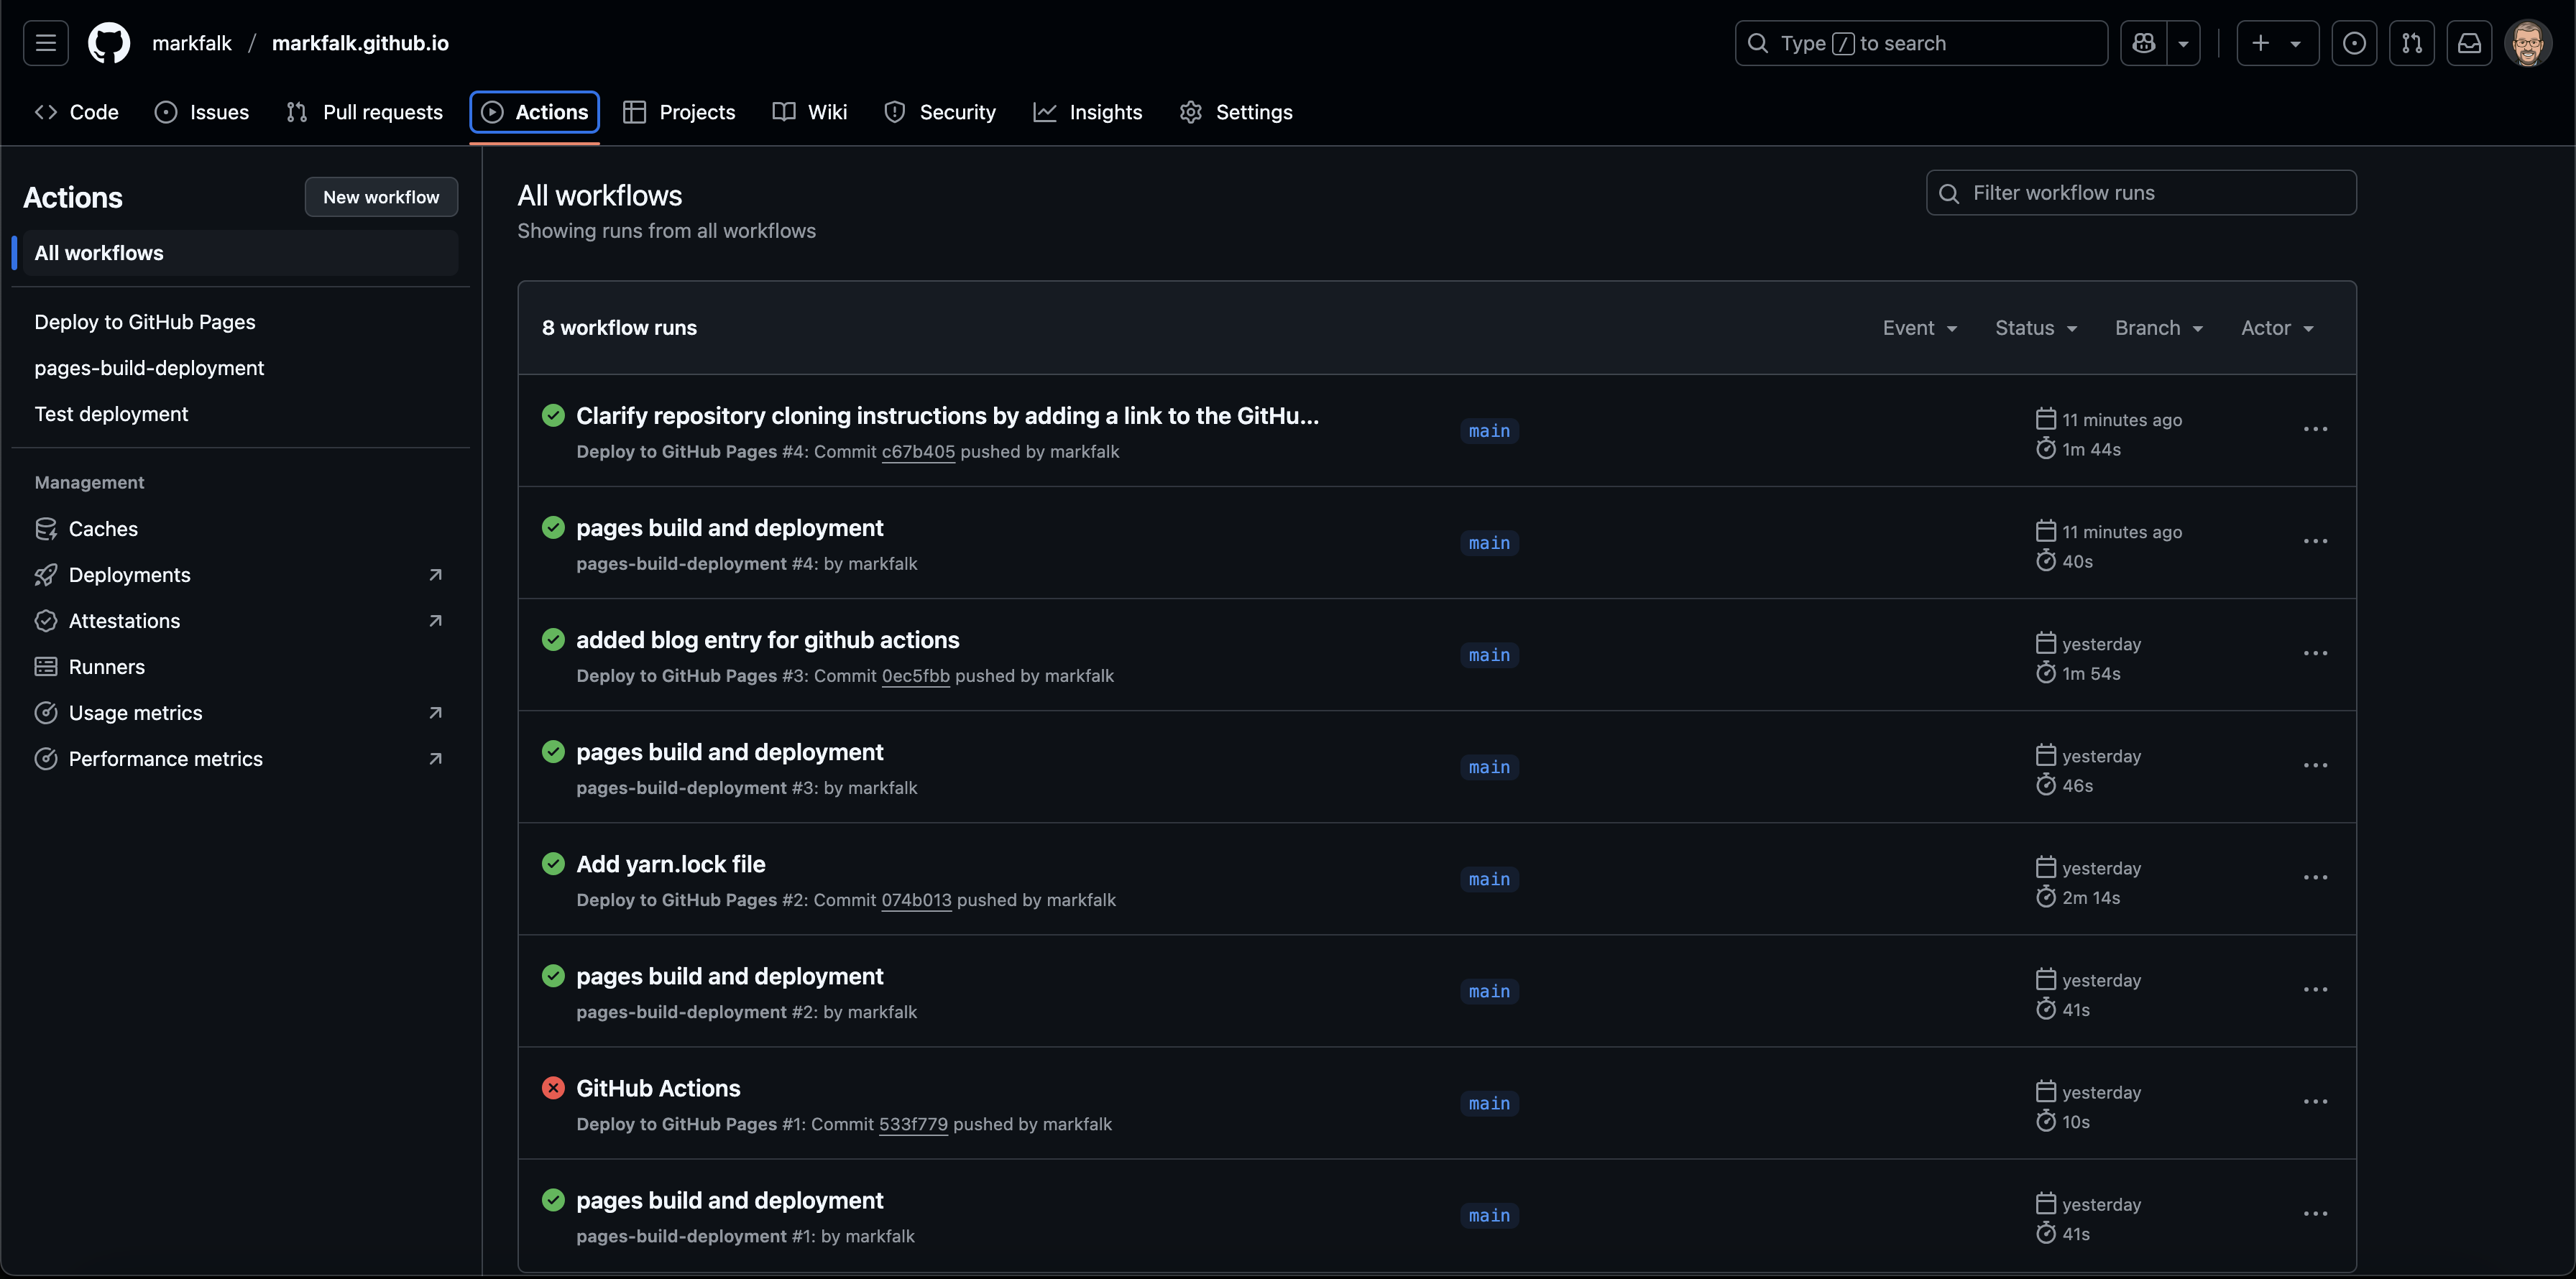 markfalk / markfalk.github.io
Type / to search
Code Issues Pull requests Actions Projects Wiki Security Insights Settings
Actions
New workflow
All workflows
Deploy to GitHub Pages
pages-build-deployment
Test deployment
Management
Caches
Deployments
Attestations
Runners
Usage metrics
Performance metrics
All workflows
Showing runs from all workflows
Filter workflow runs
8 workflow runs
Event Status Branch Actor
Clarify repository cloning instructions by adding a link to the GitHu...
Deploy to GitHub Pages #4: Commit c67b405 pushed by markfalk
main
11 minutes ago
1m 44s
pages build and deployment
pages-build-deployment #4: by markfalk
main
11 minutes ago
40s
added blog entry for github actions
Deploy to GitHub Pages #3: Commit 0ec5fbb pushed by markfalk
main
yesterday
1m 54s
pages build and deployment
pages-build-deployment #3: by markfalk
main
yesterday
46s
Add yarn.lock file
Deploy to GitHub Pages #2: Commit 074b013 pushed by markfalk
main
yesterday
2m 14s
pages build and deployment
pages-build-deployment #2: by markfalk
main
yesterday
41s
GitHub Actions
Deploy to GitHub Pages #1: Commit 533f779 pushed by markfalk
main
yesterday
10s
pages build and deployment
pages-build-deployment #1: by markfalk
main
yesterday
41s